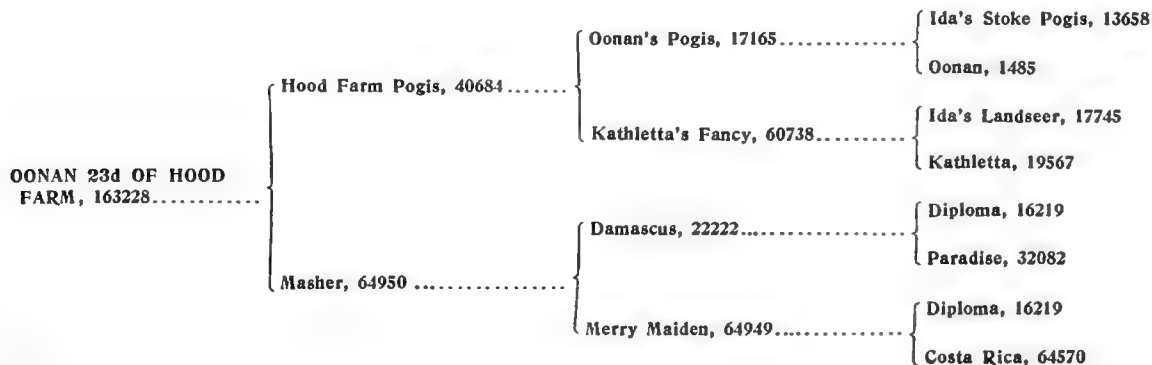 Ida's Stoke Pogis, 13658
Oonan's Pogis, 17165
Oonan, 1485
Hood Farm Pogis, 40684
Ida's Landseer, 17745
Kathletta's Fancy, 60738
Kathletta, 19567
OONAN 23d OF HOOD
FARM, 163228
Diploma, 16219
Damascus, 22222
Paradise, 32082
Masher, 64950
Diploma, 16219
Merry Maiden, 64949
Costa Rica, 64570